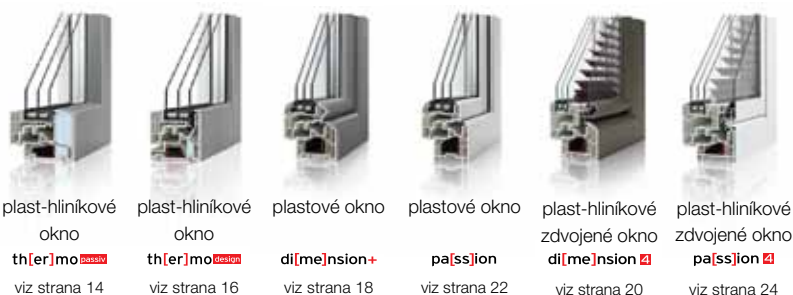 plast-hliníkové
okno
th[er]mo passiv
viz strana 14
plast-hliníkové
okno
th[er]mo design
viz strana 16
plastové okno
di[me]nsion+
viz strana 18
plastové okno
pa[ss]ion
viz strana 22
plast-hliníkové
zdvojené okno
di[me]nsion 4
viz strana 20
plast-hliníkové
zdvojené okno
pa[ss]ion 4
viz strana 24